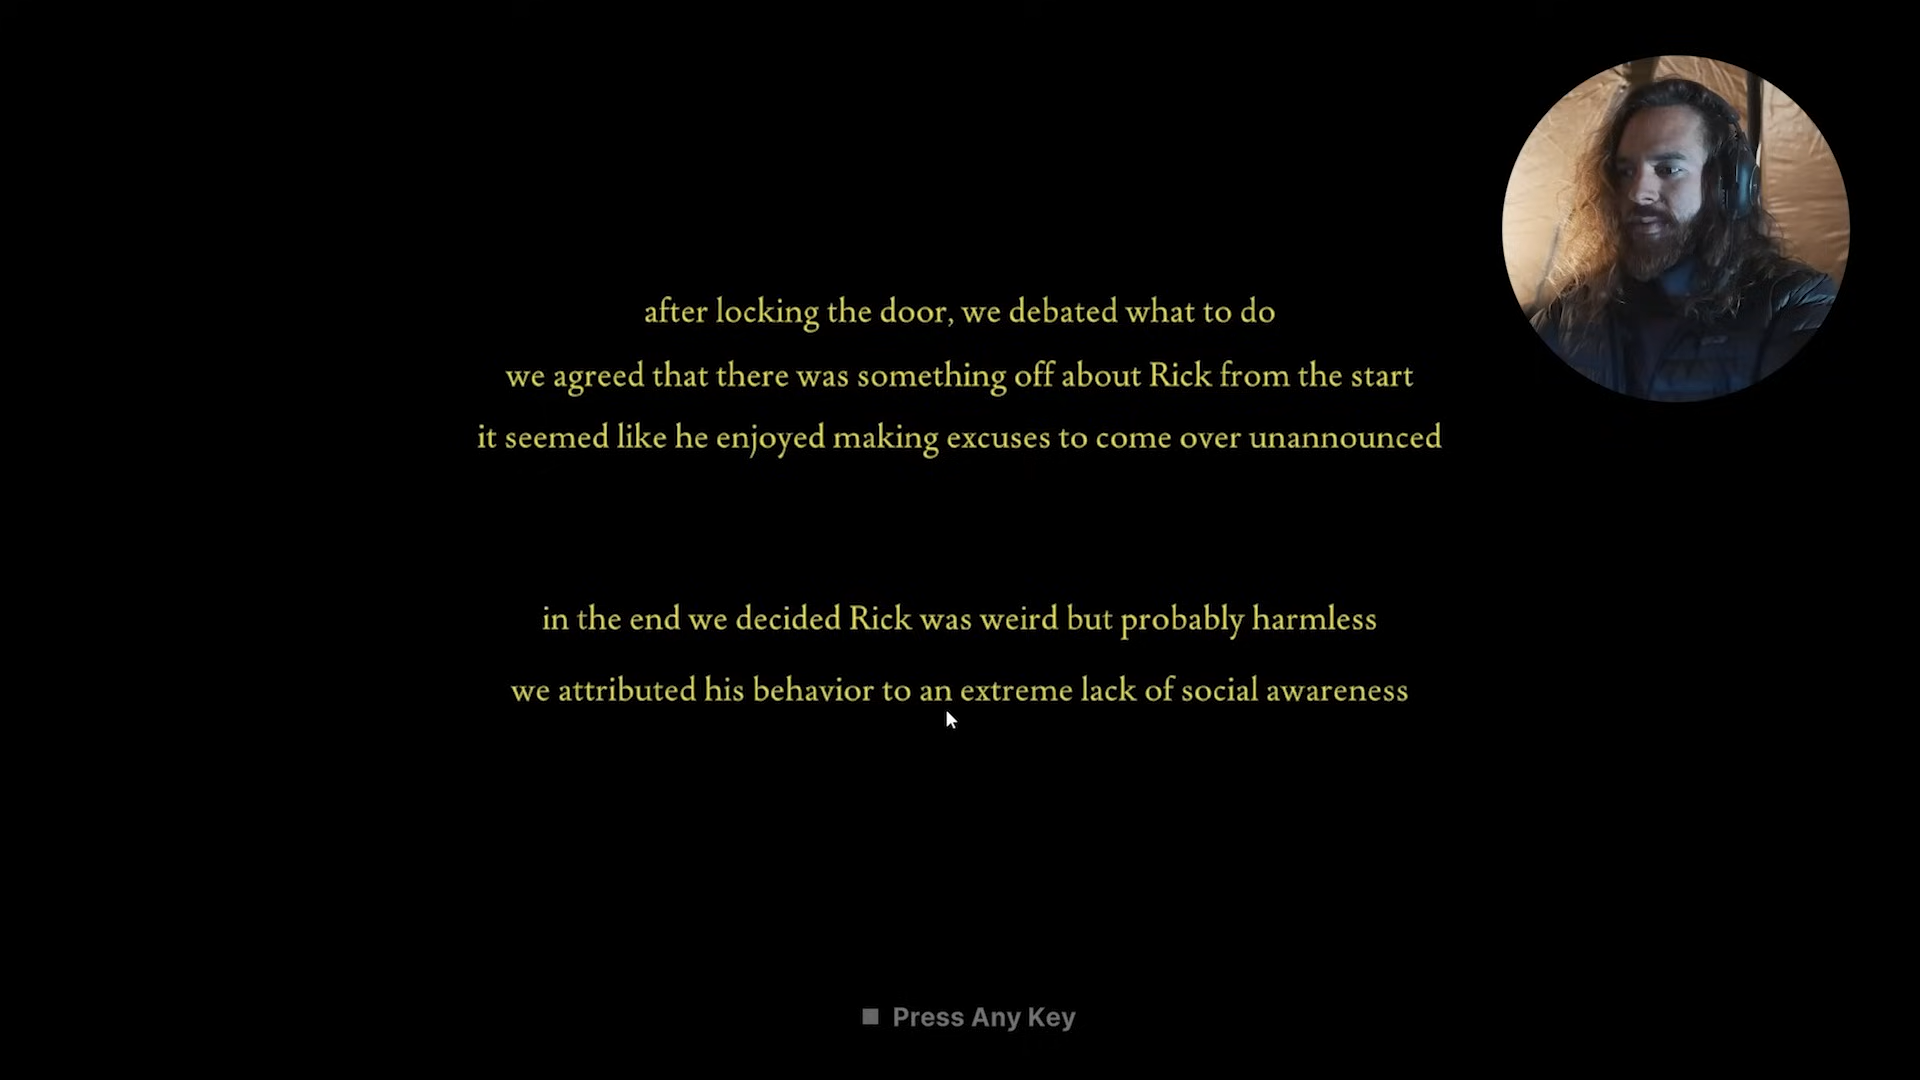 after locking the door, we debated what to do
we agreed that there was something off about Rick from the start
it seemed like he enjoyed making excuses to come over unannounced
in the end we decided Rick was weird but probably harmless
we attributed his behavior to an extreme lack of social awareness
Press Any Key